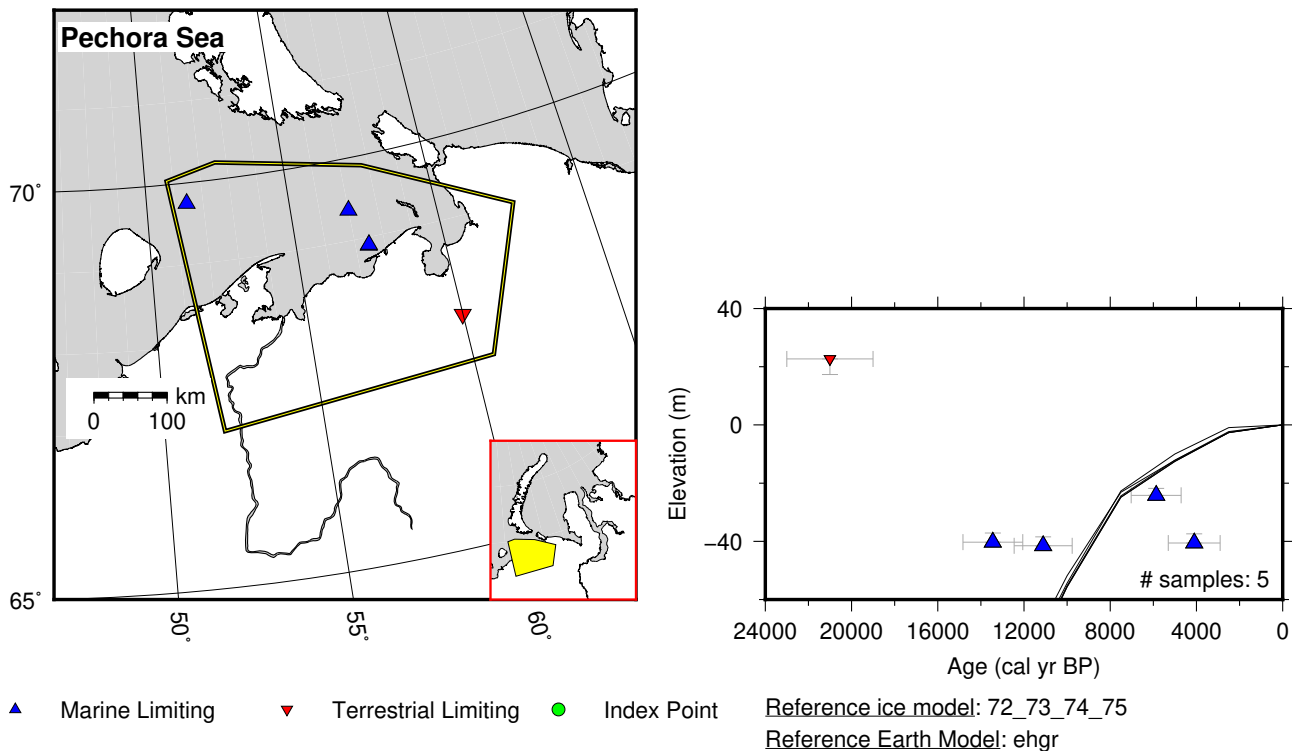 Pechora Sea
70°
65°
50°
55°
60°
km
0 100
40
0
−40
Elevation (m)
# samples: 5
24000 20000 16000 12000 8000 4000 0
Age (cal yr BP)
Marine Limiting Terrestrial Limiting Index Point
Reference ice model: 72_73_74_75
Reference Earth Model: ehgr